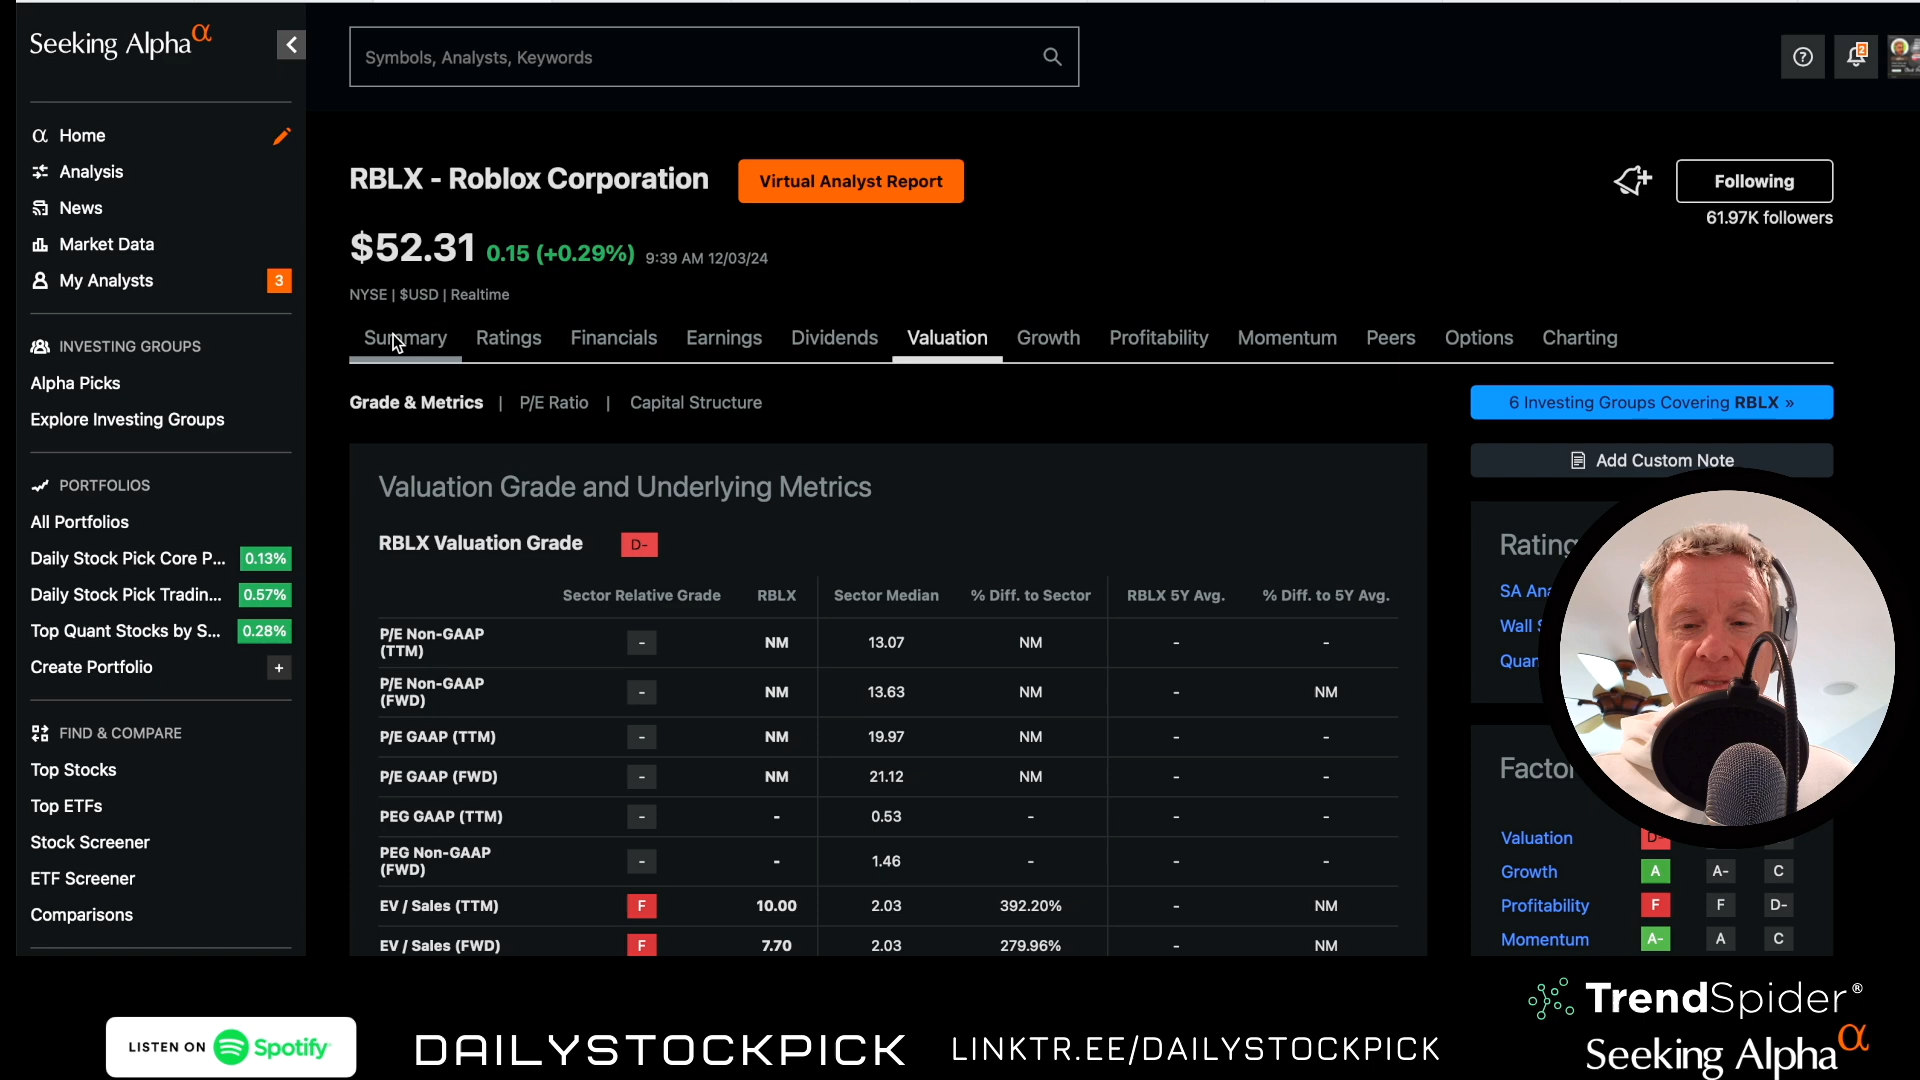 Seeking Alpha α
Symbols, Analysts, Keywords
2
Home
Analysis
News
Market Data
My Analysts 3
INVESTING GROUPS
Alpha Picks
Explore Investing Groups
PORTFOLIOS
All Portfolios
Daily Stock Pick Core P... 0.13%
Daily Stock Pick Tradin... 0.57%
Top Quant Stocks by S... 0.28%
Create Portfolio +
FIND & COMPARE
Top Stocks
Top ETFs
Stock Screener
ETF Screener
Comparisons
RBLX - Roblox Corporation
Virtual Analyst Report
Following
61.97K followers
$52.31 0.15 (+0.29%) 9:39 AM 12/03/24
NYSE | $USD | Realtime
Summary Ratings Financials Earnings Dividends Valuation Growth Profitability Momentum Peers Options Charting
Grade & Metrics | P/E Ratio | Capital Structure
6 Investing Groups Covering RBLX »
Add Custom Note
Valuation Grade and Underlying Metrics
RBLX Valuation Grade D-
Sector Relative Grade RBLX Sector Median % Diff. to Sector RBLX 5Y Avg. % Diff. to 5Y Avg.
P/E Non-GAAP (TTM) - NM 13.07 NM - -
P/E Non-GAAP (FWD) - NM 13.63 NM - NM
P/E GAAP (TTM) - NM 19.97 NM - -
P/E GAAP (FWD) - NM 21.12 NM - -
PEG GAAP (TTM) - - 0.53 - - -
PEG Non-GAAP (FWD) - - 1.46 - - -
EV / Sales (TTM) F 10.00 2.03 392.20% - NM
EV / Sales (FWD) F 7.70 2.03 279.96% - NM
Valuation
Growth A A- C
Profitability F F D-
Momentum A- A C
LISTEN ON Spotify
DAILYSTOCKPICK
LINKTR.EE/DAILYSTOCKPICK
TrendSpider®
Seeking Alpha α